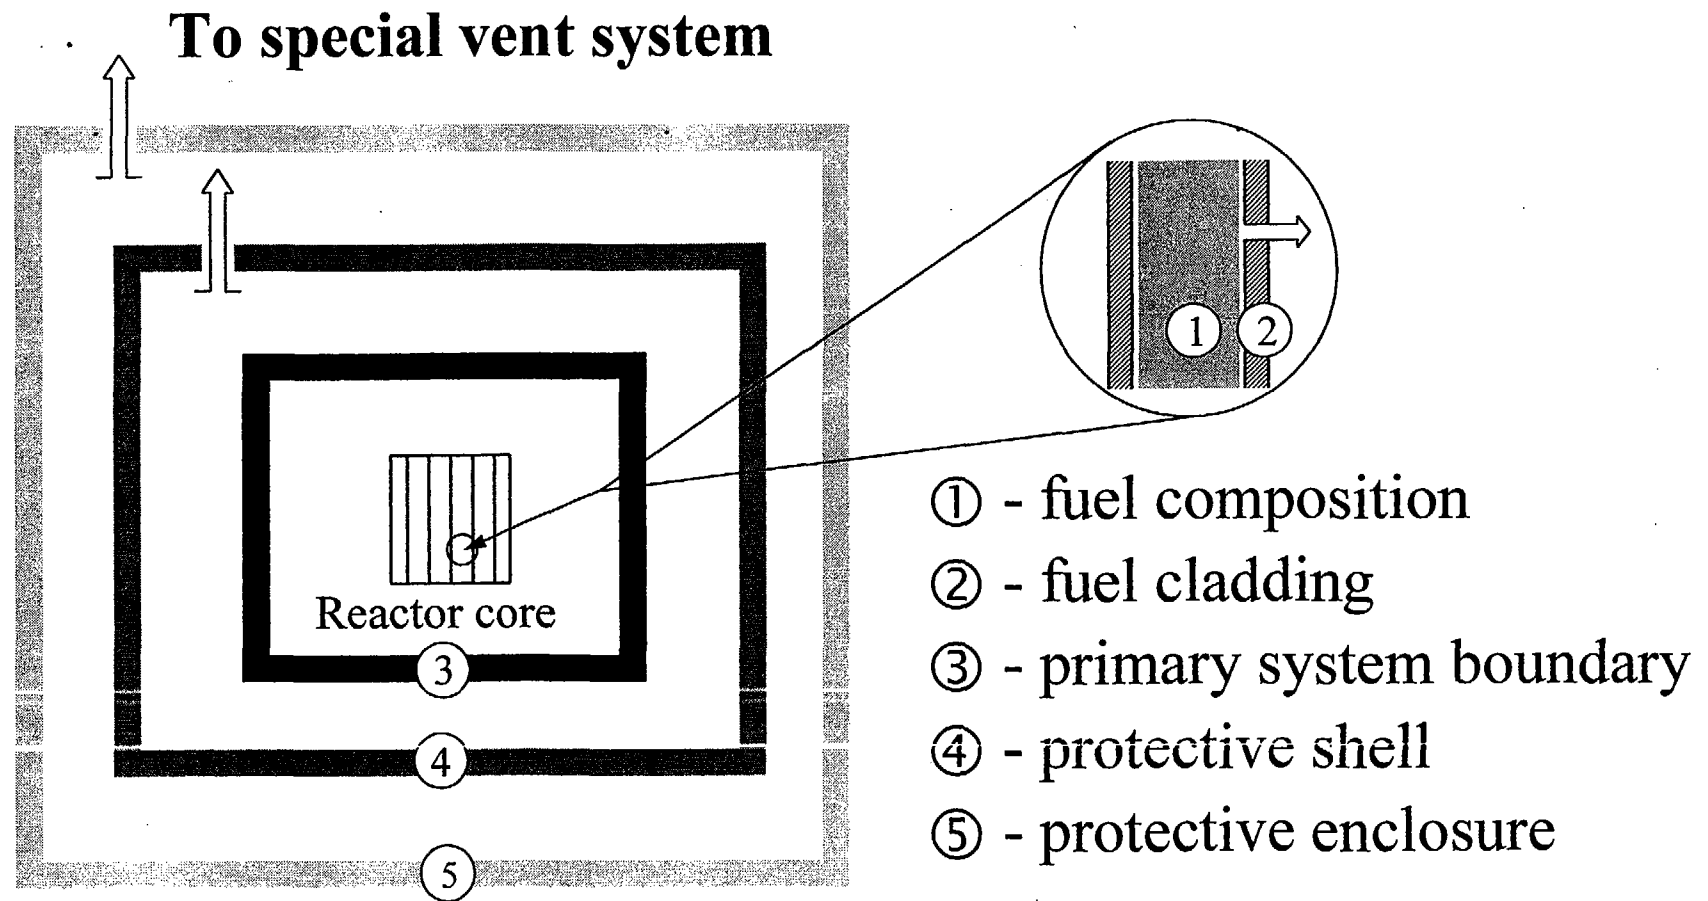 To special vent system
1
2
Reactor core
3
4
5
① - fuel composition
② - fuel cladding
③ - primary system boundary
④ - protective shell
⑤ - protective enclosure